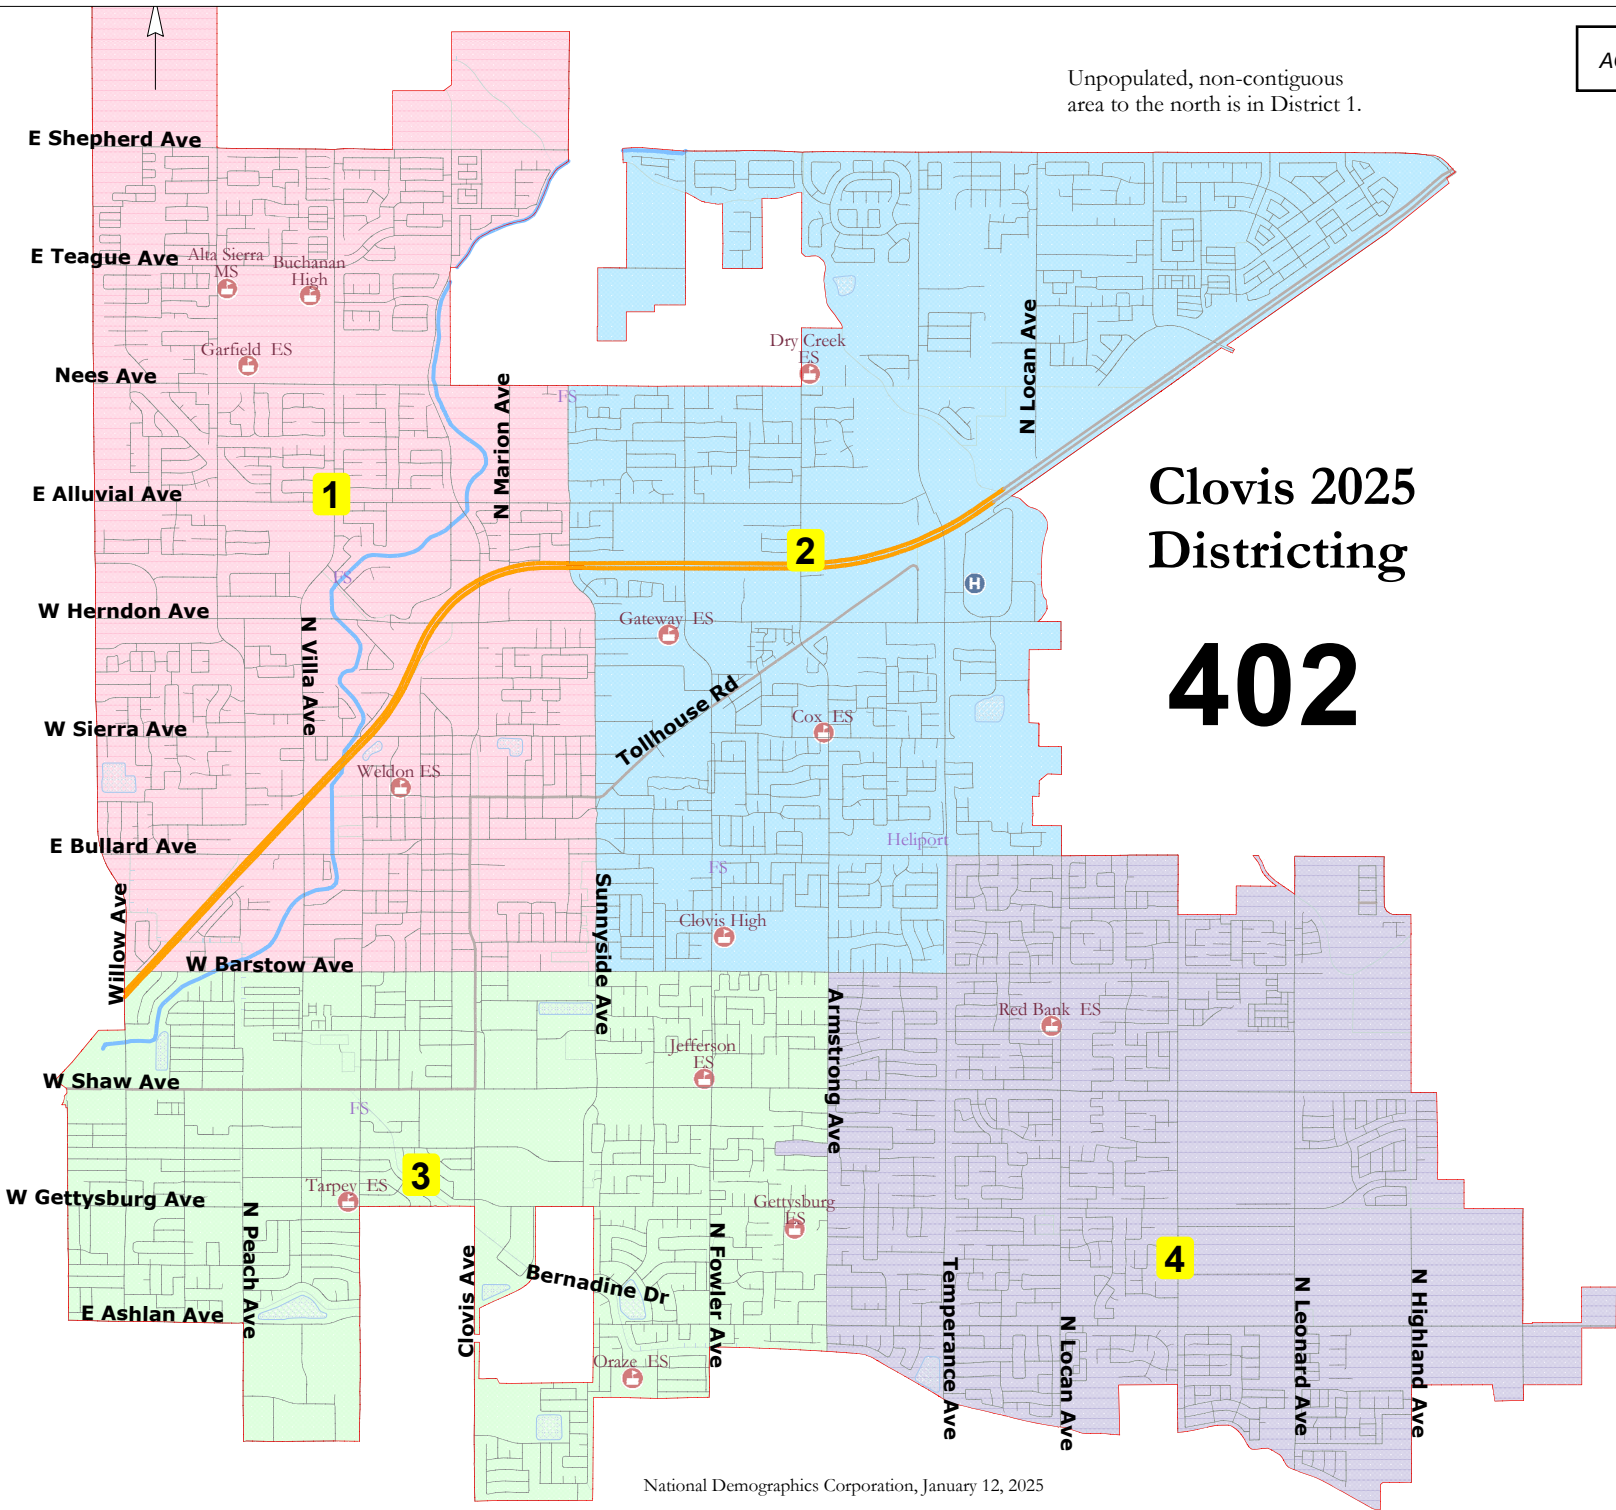 Unpopulated, non-contiguous
area to the north is in District 1.
E Shepherd Ave
E Teague Ave
Alta Sierra
MS
Buchanan
High
Garfield ES
Nees Ave
Dry Creek
ES
FS
N Marion Ave
N Locan Ave
E Alluvial Ave
1
2
Clovis 2025
Districting
402
FS
H
W Herndon Ave
N Villa Ave
Gateway ES
Tollhouse Rd
Cox ES
W Sierra Ave
Weldon ES
E Bullard Ave
Heliport
FS
Willow Ave
Sunnyside Ave
Clovis High
W Barstow Ave
Armstrong Ave
Red Bank ES
Jefferson
ES
W Shaw Ave
FS
3
Tarpey ES
W Gettysburg Ave
Gettysburg
ES
N Peach Ave
Clovis Ave
Bernadine Dr
N Fowler Ave
4
Temperance Ave
N Locan Ave
N Leonard Ave
N Highland Ave
E Ashlan Ave
Oraze ES
National Demographics Corporation, January 12, 2025